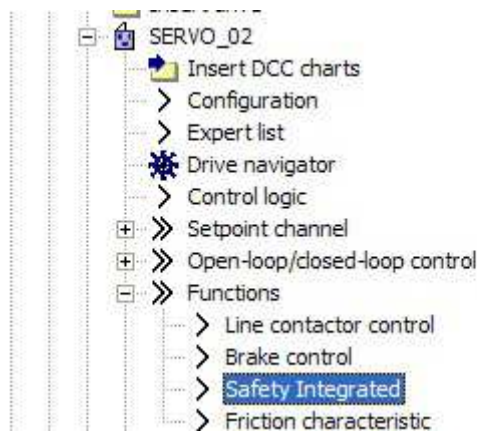 SERVO_02
Insert DCC charts
Configuration
Expert list
Drive navigator
Control logic
Setpoint channel
Open-loop/closed-loop control
Functions
Line contactor control
Brake control
Safety Integrated
Friction characteristic